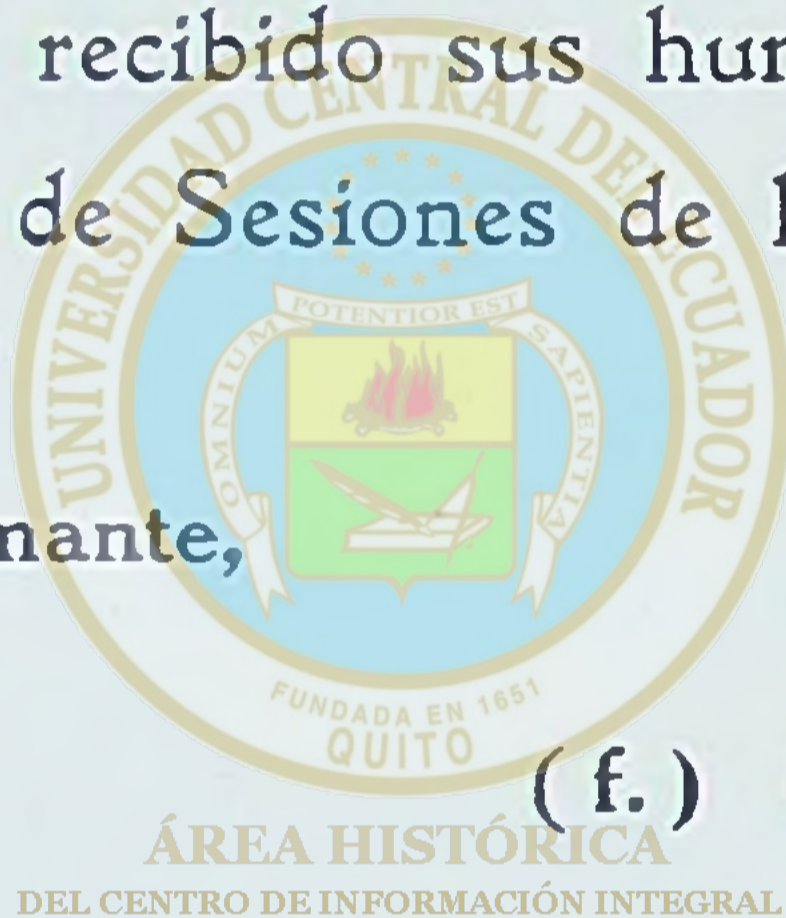 recibido sus hu
de Sesiones de
nante,
(f.)
UNIVERSIDAD CENTRAL DEL ECUADOR
OMNIUM POTENTIOR EST SAPIENTIA
FUNDADA EN 1651
QUITO
ÁREA HISTÓRICA
DEL CENTRO DE INFORMACIÓN INTEGRAL